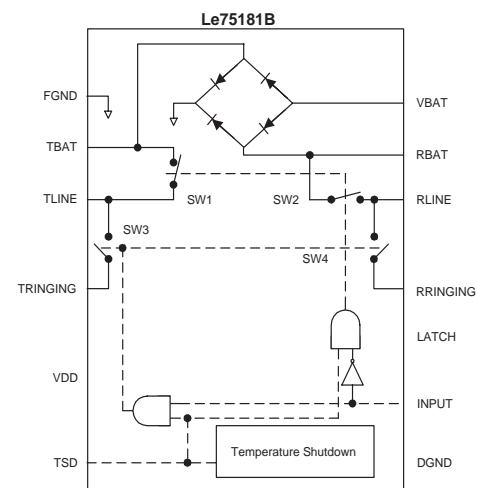 Le75181B
FGND
VBAT
TBAT
RBAT
TLINE
SW1
SW2
RLINE
SW3
SW4
TRINGING
RRINGING
LATCH
VDD
INPUT
Temperature Shutdown
TSD
DGND